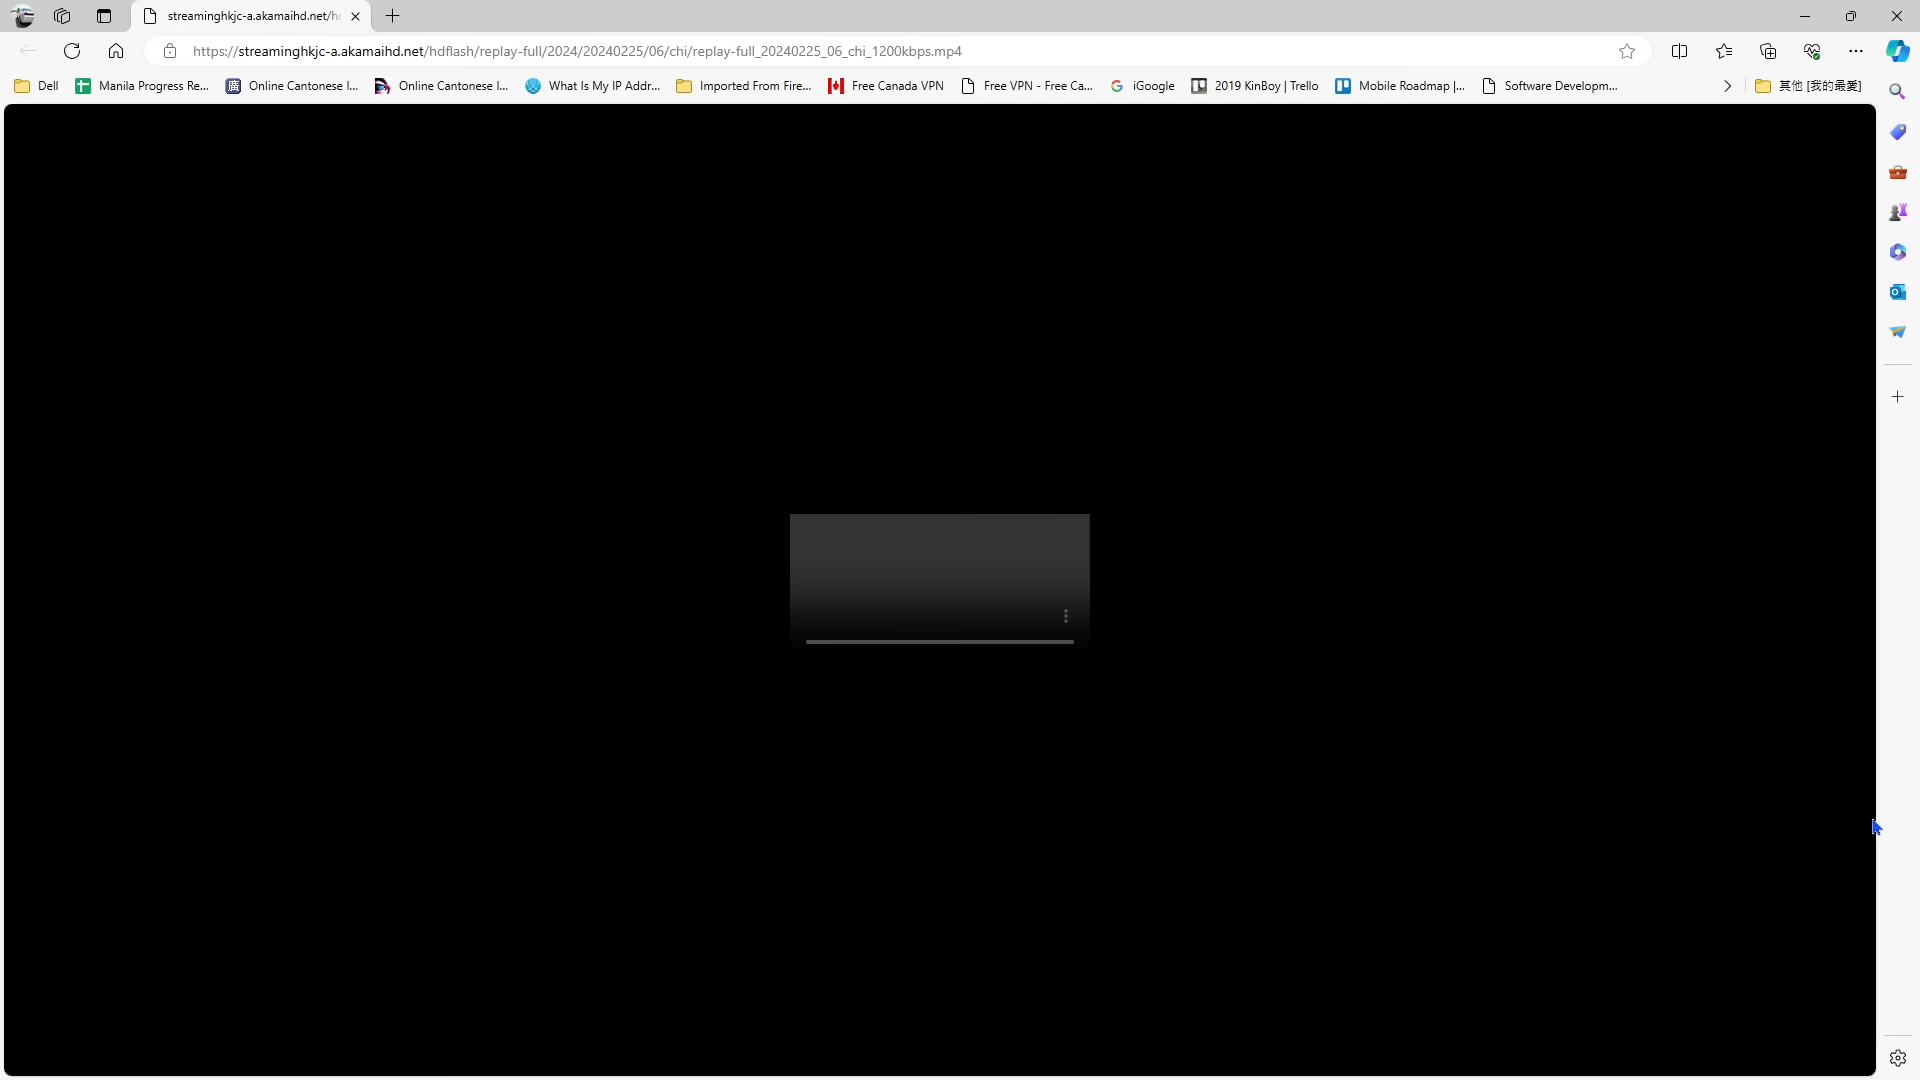 streaminghkjc-a.akamaihd.net/h
https://streaminghkjc-a.akamaihd.net/hdflash/replay-full/2024/20240225/06/chi/replay-full_20240225_06_chi_1200kbps.mp4
Dell Manila Progress Re... Online Cantonese I... Online Cantonese I... What Is My IP Addr... Imported From Fire... Free Canada VPN Free VPN - Free Ca... iGoogle 2019 KinBoy | Trello Mobile Roadmap |... Software Developm... 其他 [我的最愛]